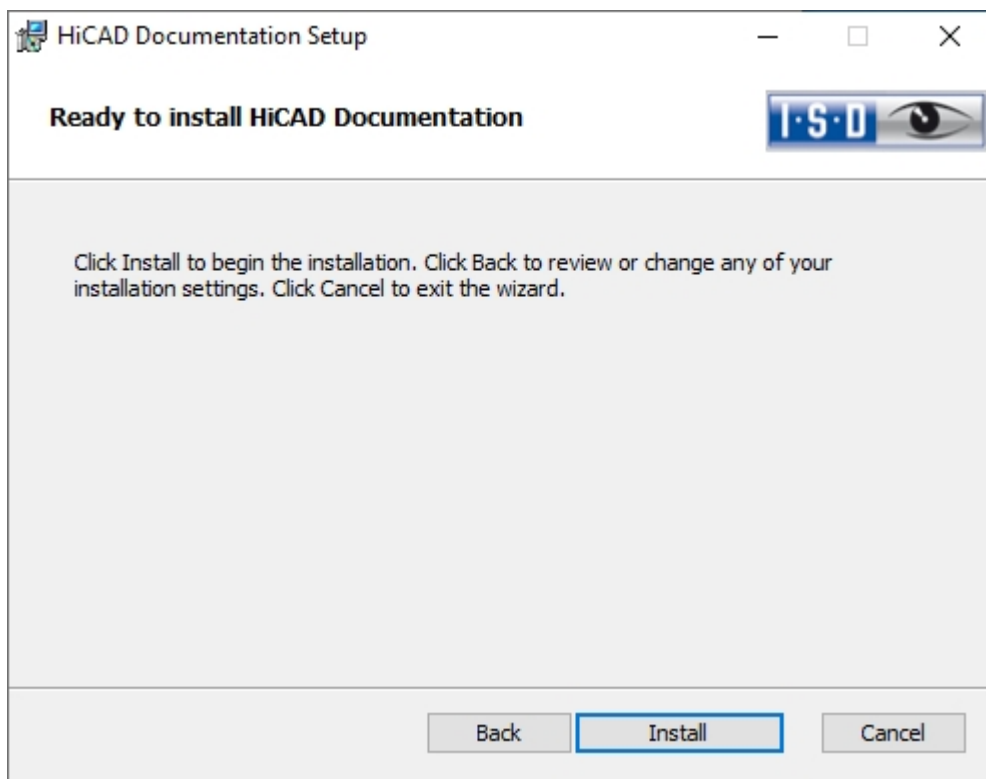 HiCAD Documentation Setup
Ready to install HiCAD Documentation
I·S·D
Click Install to begin the installation. Click Back to review or change any of your
installation settings. Click Cancel to exit the wizard.
Back Install Cancel